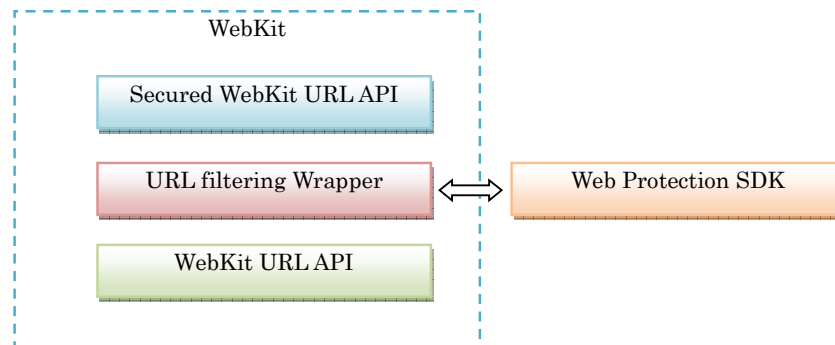 WebKit
Secured WebKit URL API
URL filtering Wrapper
Web Protection SDK
WebKit URL API